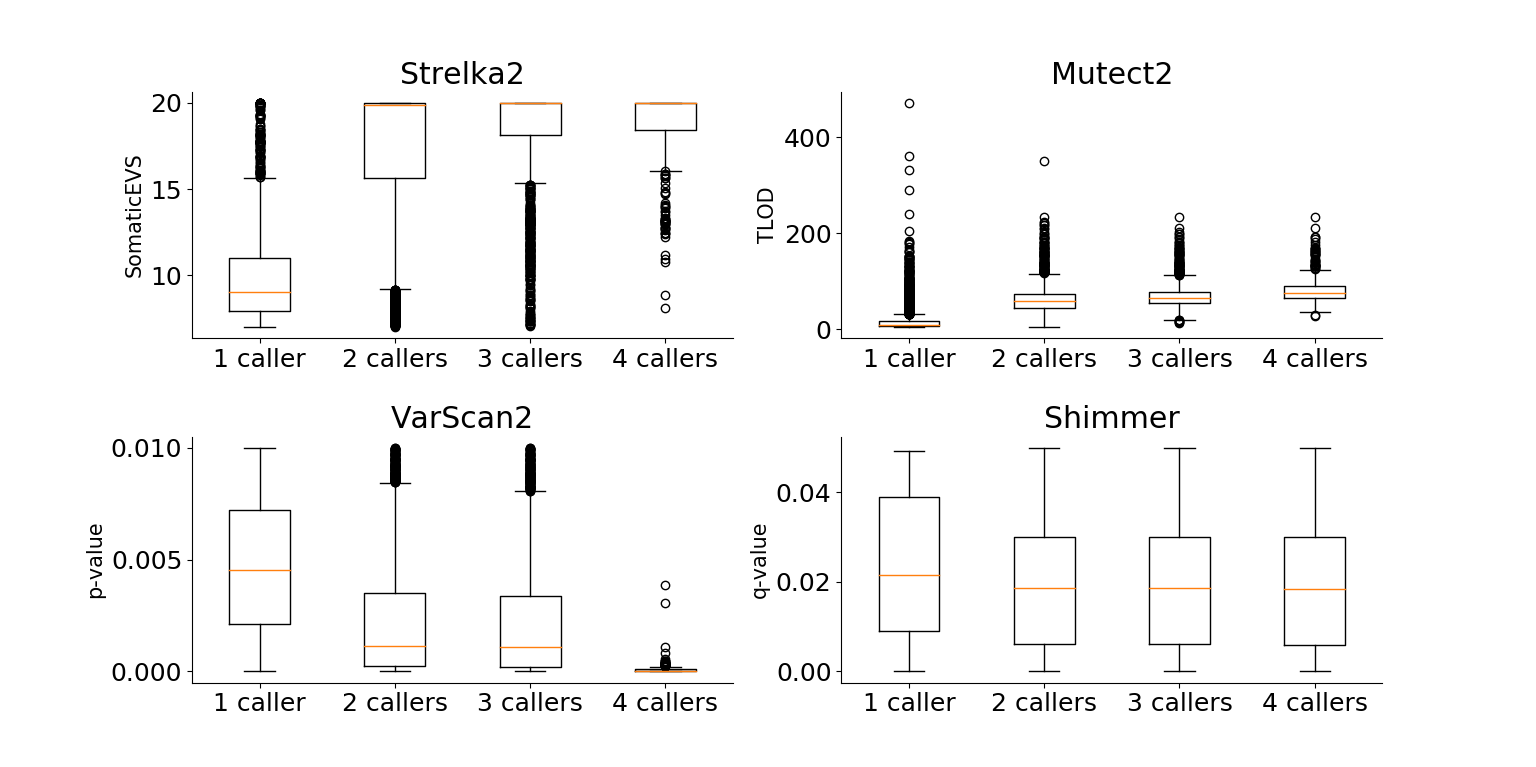 Strelka2
SomaticEVS
20
15
10
1 caller
2 callers
3 callers
4 callers
Mutect2
TLOD
400
200
0
1 caller
2 callers
3 callers
4 callers
VarScan2
p-value
0.010
0.005
0.000
1 caller
2 callers
3 callers
4 callers
Shimmer
q-value
0.04
0.02
0.00
1 caller
2 callers
3 callers
4 callers